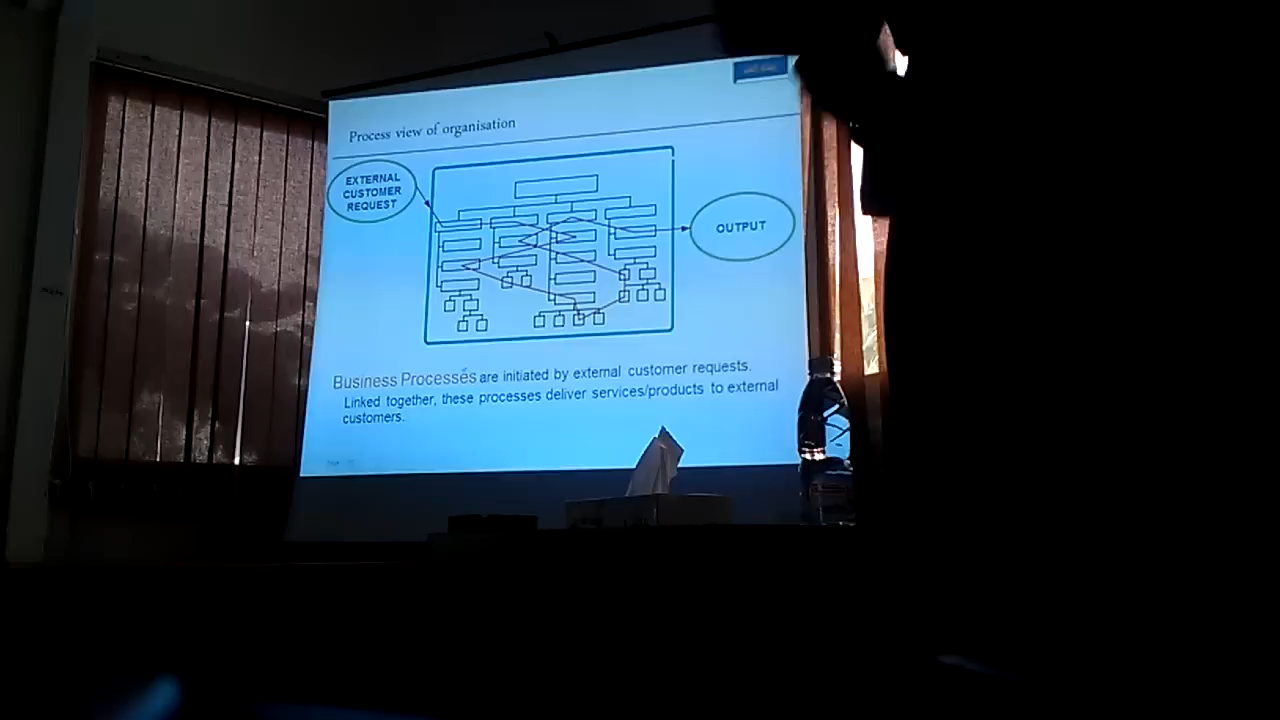 Process view of organisation
EXTERNAL
CUSTOMER
REQUEST
OUTPUT
Business Processes are initiated by external customer requests.
Linked together, these processes deliver services/products to external
customers.